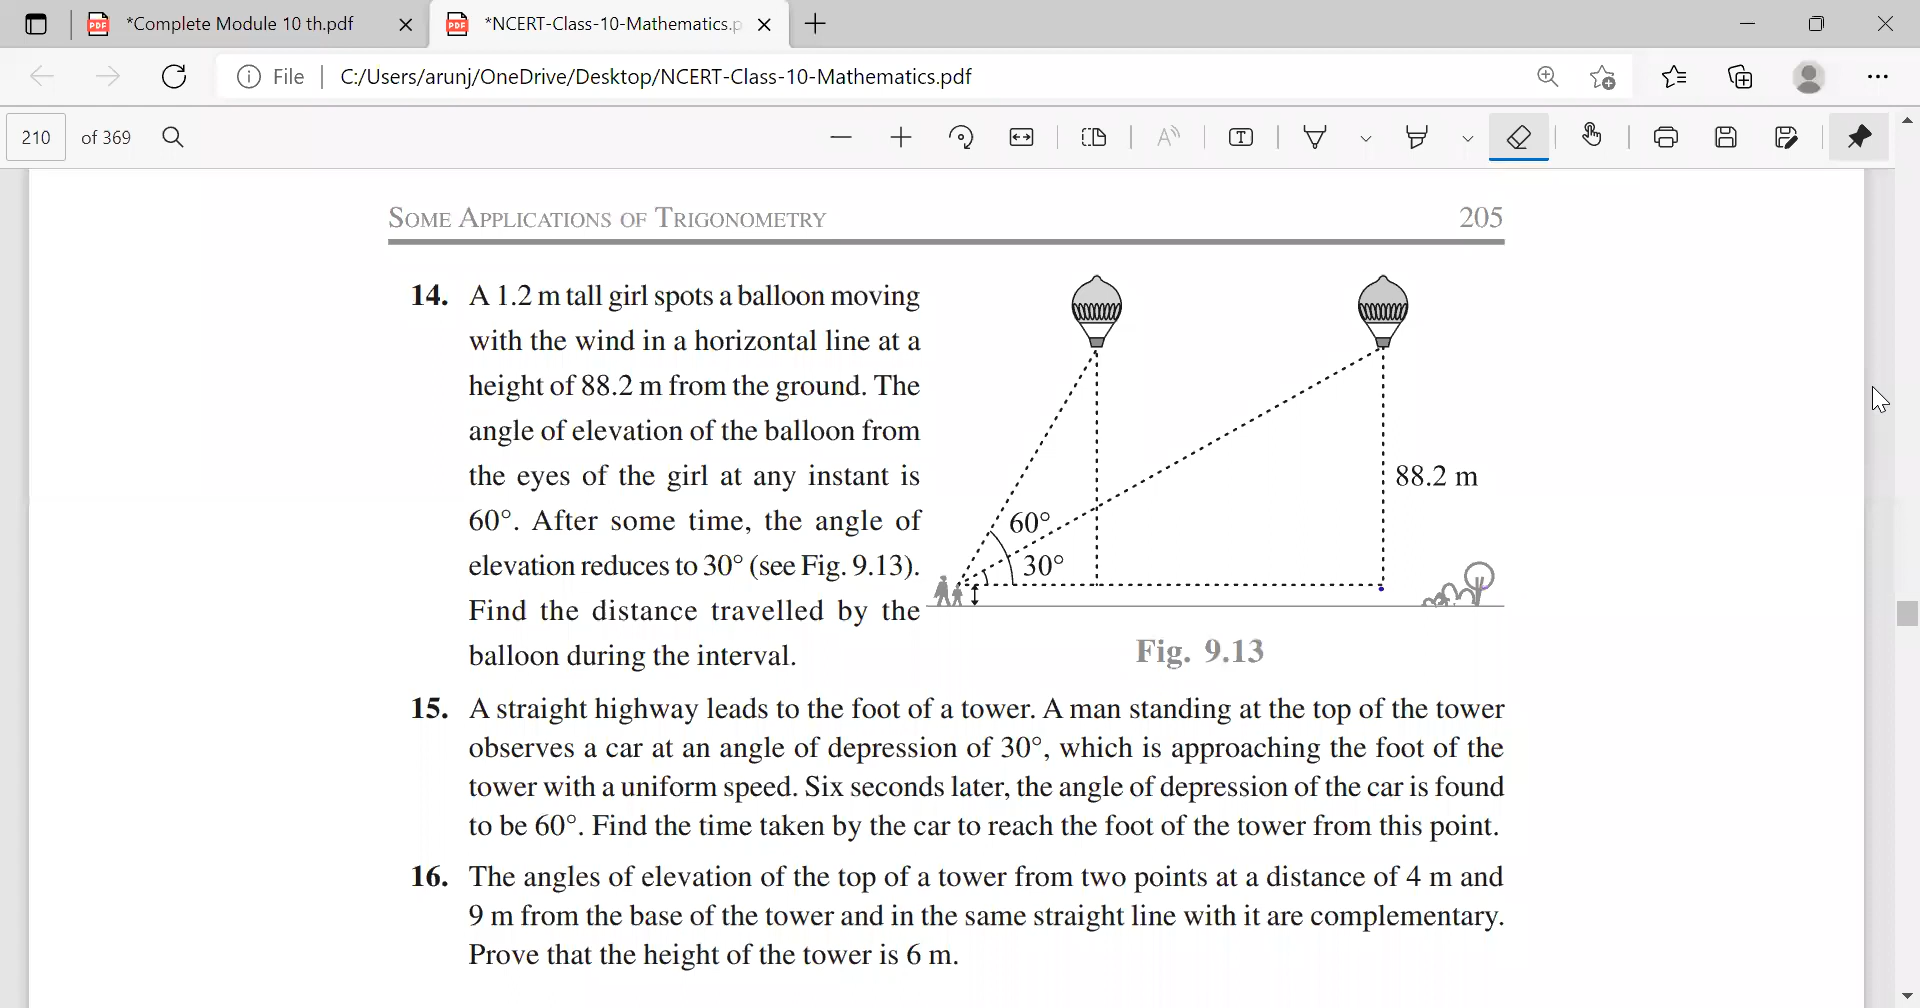 *Complete Module 10 th.pdf
*NCERT-Class-10-Mathematics.p
File
C:/Users/arunj/OneDrive/Desktop/NCERT-Class-10-Mathematics.pdf
210 of 369
SOME APPLICATIONS OF TRIGONOMETRY 205
14. A 1.2 m tall girl spots a balloon moving
with the wind in a horizontal line at a
height of 88.2 m from the ground. The
angle of elevation of the balloon from
the eyes of the girl at any instant is
60°. After some time, the angle of
elevation reduces to 30° (see Fig. 9.13).
Find the distance travelled by the
balloon during the interval.
88.2 m
60°
30°
Fig. 9.13
15. A straight highway leads to the foot of a tower. A man standing at the top of the tower
observes a car at an angle of depression of 30°, which is approaching the foot of the
tower with a uniform speed. Six seconds later, the angle of depression of the car is found
to be 60°. Find the time taken by the car to reach the foot of the tower from this point.
16. The angles of elevation of the top of a tower from two points at a distance of 4 m and
9 m from the base of the tower and in the same straight line with it are complementary.
Prove that the height of the tower is 6 m.